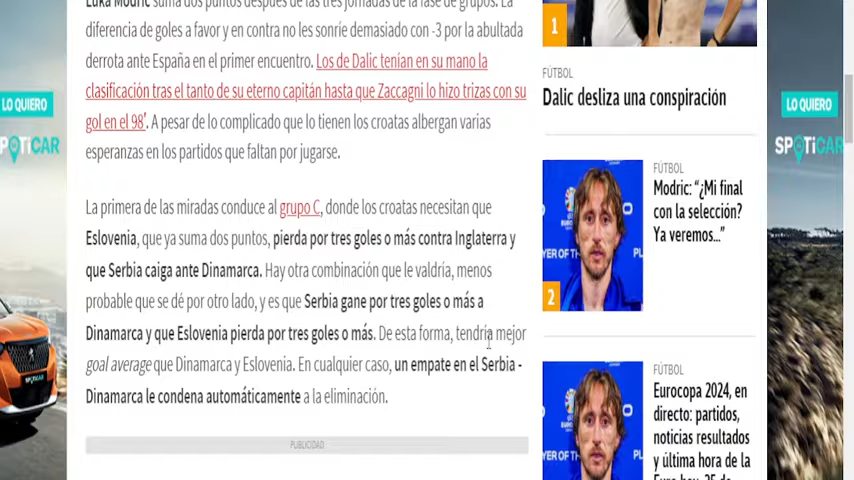 Luka Modric suma dos puntos después de las tres jornadas de la fase de grupos. La
diferencia de goles a favor y en contra no les sonríe demasiado con -3 por la abultada
derrota ante España en el primer encuentro. Los de Dalic tenían en su mano la
clasificación tras el tanto de su eterno capitán hasta que Zaccagni lo hizo trizas con su
gol en el 98'. A pesar de lo complicado que lo tienen los croatas albergan varias
esperanzas en los partidos que faltan por jugarse.
La primera de las miradas conduce al grupo C, donde los croatas necesitan que
Eslovenia, que ya suma dos puntos, pierda por tres goles o más contra Inglaterra y
que Serbia caiga ante Dinamarca. Hay otra combinación que le valdría, menos
probable que se dé por otro lado, y es que Serbia gane por tres goles o más a
Dinamarca y que Eslovenia pierda por tres goles o más. De esta forma, tendría mejor
goal average que Dinamarca y Eslovenia. En cualquier caso, un empate en el Serbia -
Dinamarca le condena automáticamente a la eliminación.
PUBLICIDAD
1
FÚTBOL
Dalic desliza una conspiración
FÚTBOL
Modric: “¿Mi final
con la selección?
Ya veremos...”
2
FÚTBOL
Eurocopa 2024, en
directo: partidos,
noticias resultados
y última hora de la
Euro hoy, 25 de
LO QUIERO
SPOTiCAR
LO QUIERO
SPOTiCAR
SPOTiCAR